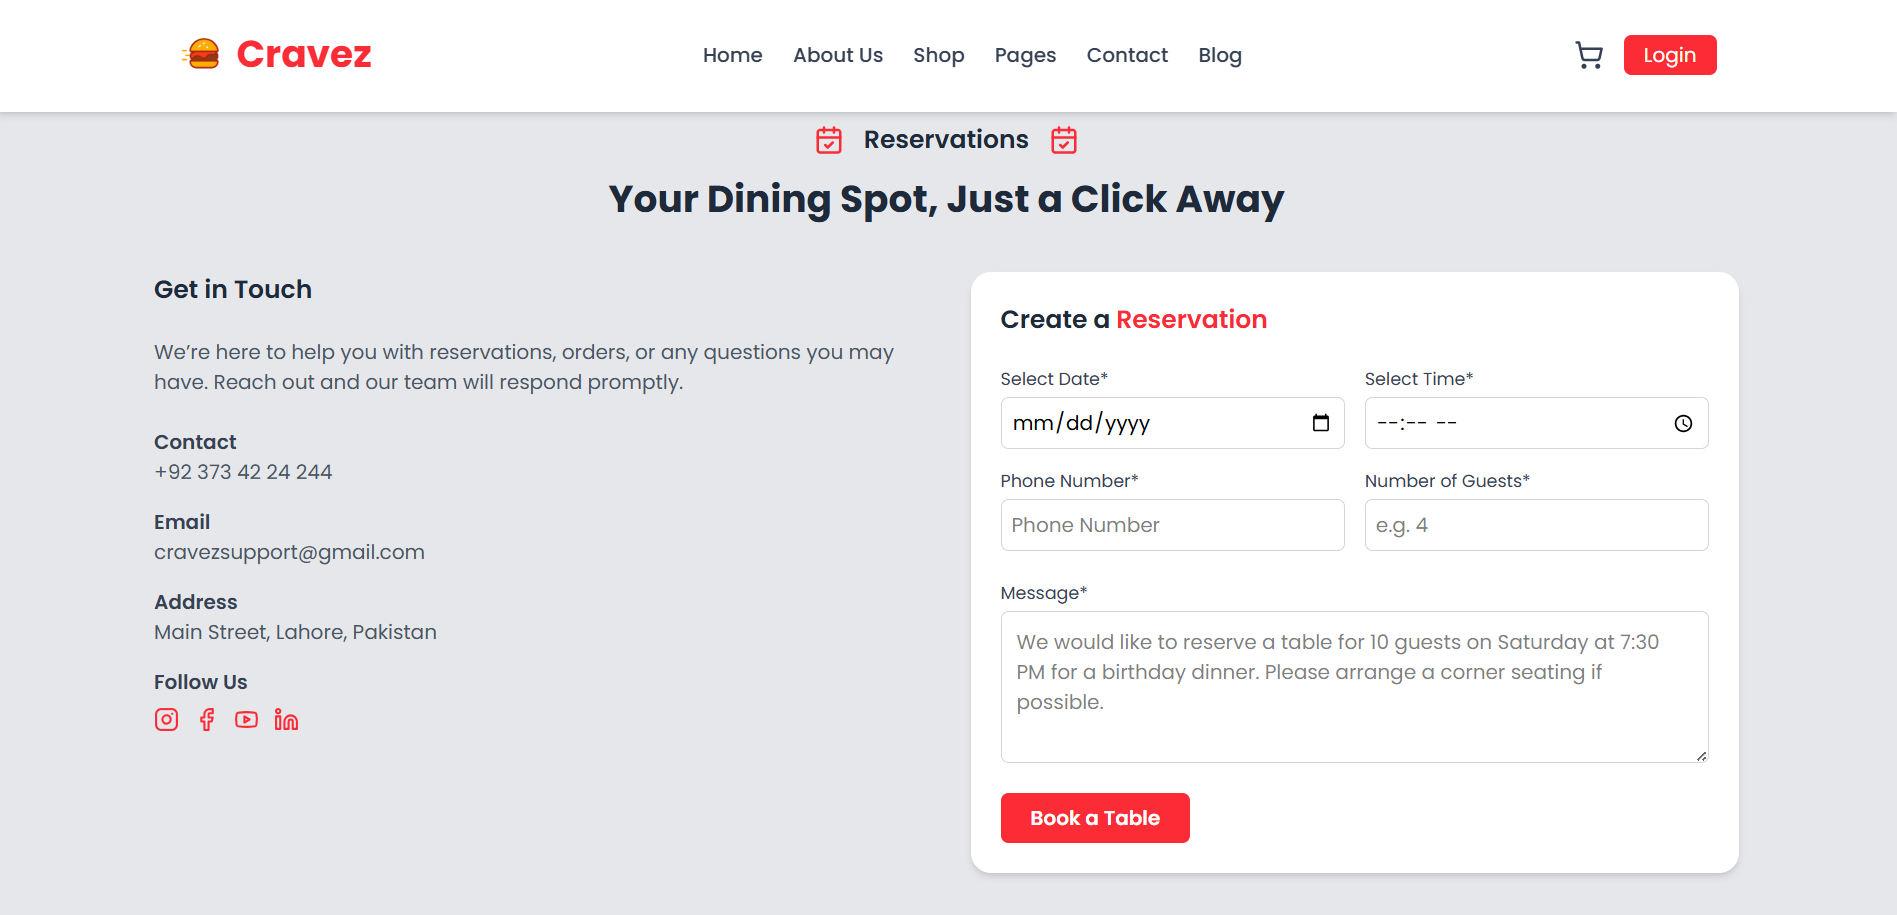 Cravez
Home About Us Shop Pages Contact Blog
Login
Reservations
Your Dining Spot, Just a Click Away
Get in Touch
We’re here to help you with reservations, orders, or any questions you may
have. Reach out and our team will respond promptly.
Contact
+92 373 42 24 244
Email
cravezsupport@gmail.com
Address
Main Street, Lahore, Pakistan
Follow Us
Create a Reservation
Select Date* Select Time*
mm/dd/yyyy --:-- --
Phone Number* Number of Guests*
Phone Number e.g. 4
Message*
We would like to reserve a table for 10 guests on Saturday at 7:30
PM for a birthday dinner. Please arrange a corner seating if
possible.
Book a Table